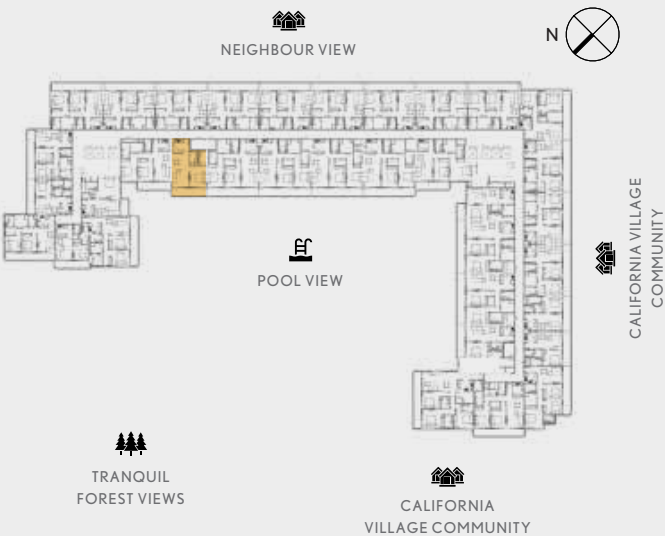 NEIGHBOUR VIEW
N
POOL VIEW
CALIFORNIA VILLAGE
COMMUNITY
TRANQUIL
FOREST VIEWS
CALIFORNIA
VILLAGE COMMUNITY